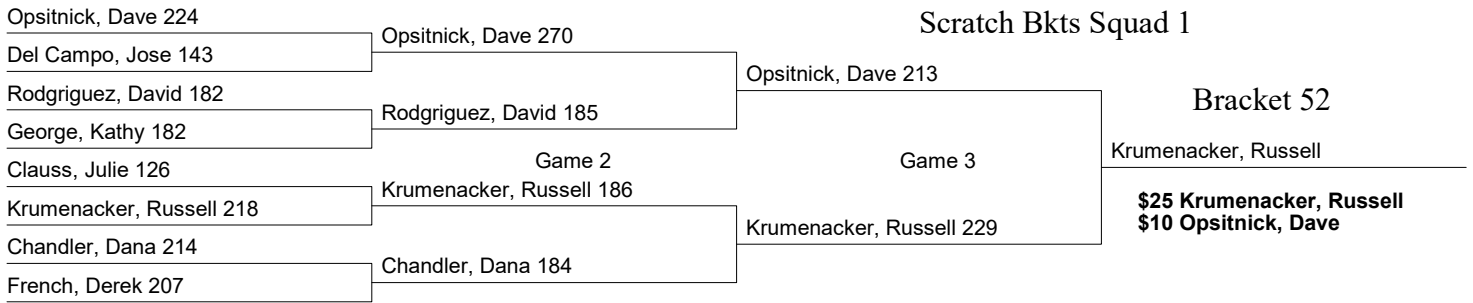 Scratch Bkts Squad 1
Bracket 52
Opsitnick, Dave 224
Del Campo, Jose 143
Rodgriguez, David 182
George, Kathy 182
Clauss, Julie 126
Krumenacker, Russell 218
Chandler, Dana 214
French, Derek 207
Opsitnick, Dave 270
Rodgriguez, David 185
Game 2
Krumenacker, Russell 186
Chandler, Dana 184
Opsitnick, Dave 213
Game 3
Krumenacker, Russell 229
Krumenacker, Russell
$25 Krumenacker, Russell
$10 Opsitnick, Dave